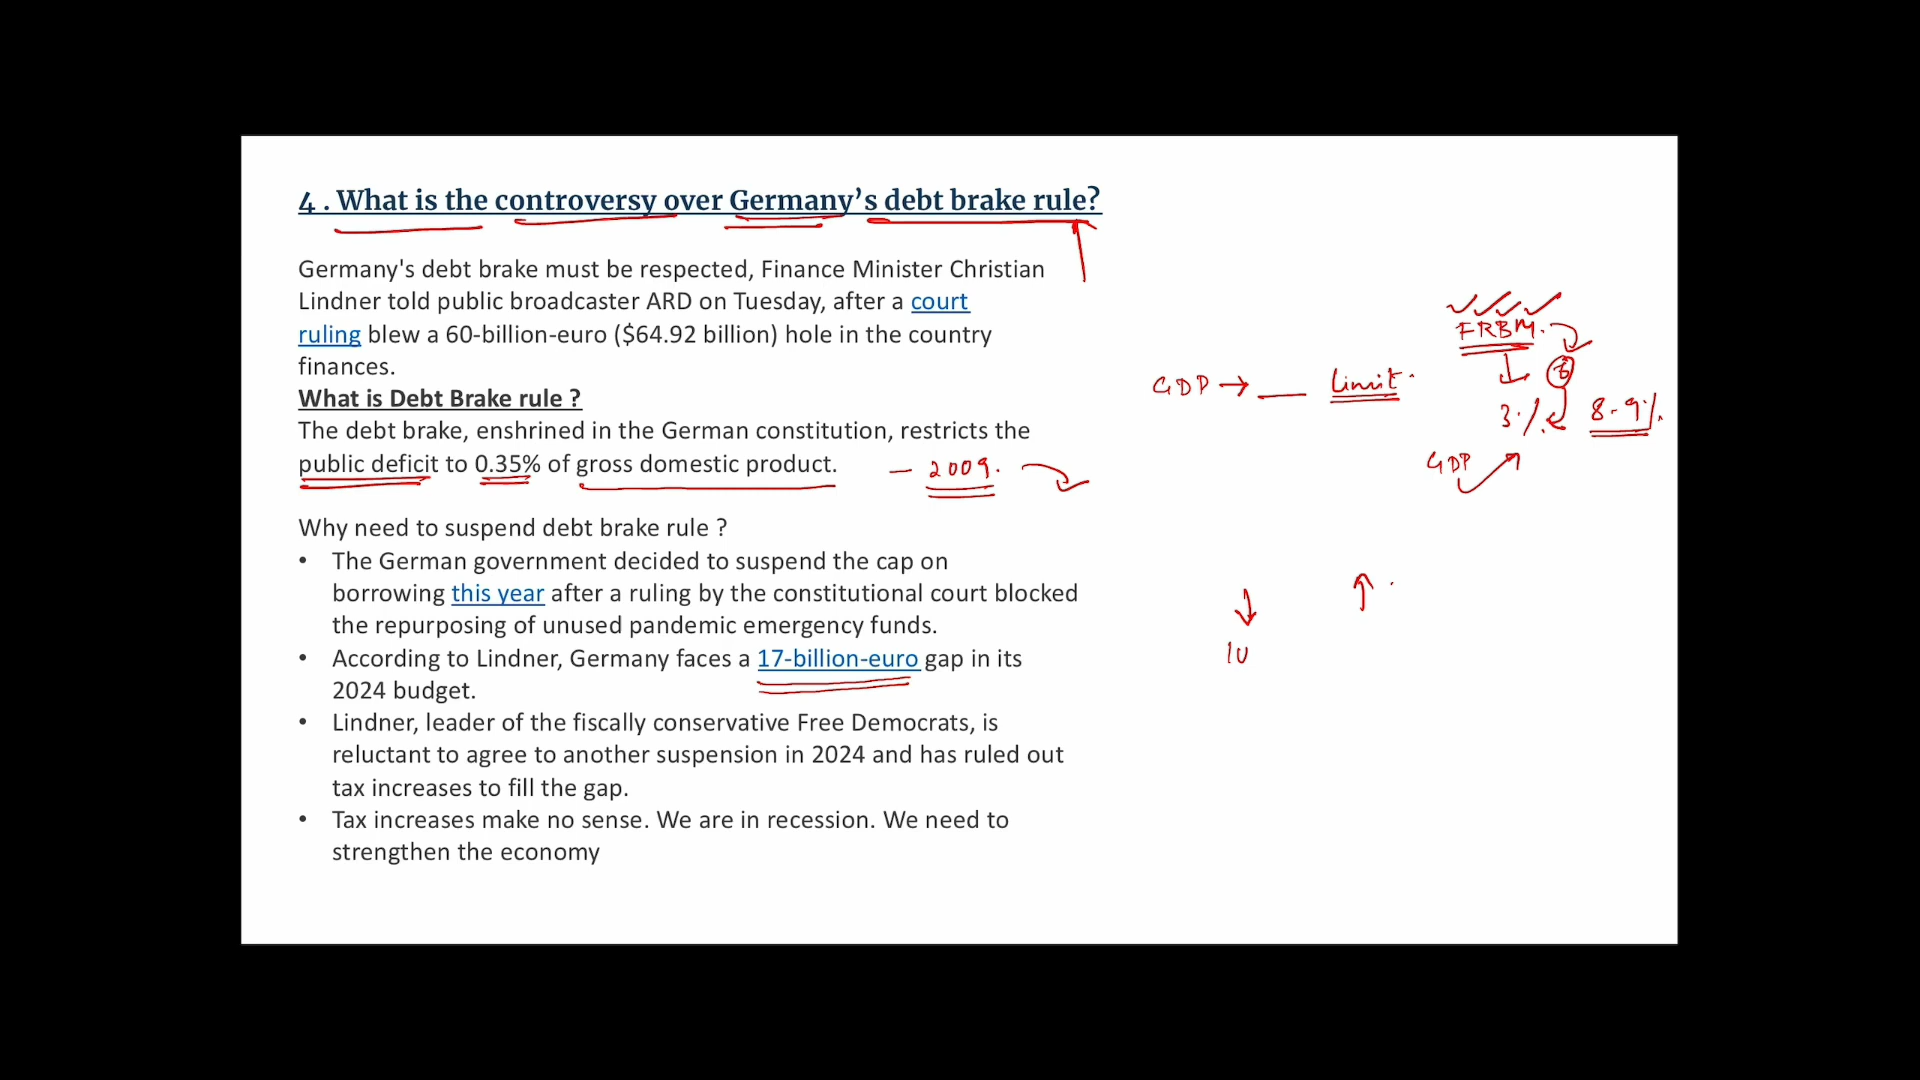 4 . What is the controversy over Germany’s debt brake rule?
Germany's debt brake must be respected, Finance Minister Christian
Lindner told public broadcaster ARD on Tuesday, after a court
ruling blew a 60-billion-euro ($64.92 billion) hole in the country
finances.
What is Debt Brake rule ?
The debt brake, enshrined in the German constitution, restricts the
public deficit to 0.35% of gross domestic product. – 2009.
Why need to suspend debt brake rule ?
• The German government decided to suspend the cap on
borrowing this year after a ruling by the constitutional court blocked
the repurposing of unused pandemic emergency funds.
• According to Lindner, Germany faces a 17-billion-euro gap in its
2024 budget.
• Lindner, leader of the fiscally conservative Free Democrats, is
reluctant to agree to another suspension in 2024 and has ruled out
tax increases to fill the gap.
• Tax increases make no sense. We are in recession. We need to
strengthen the economy
FRBM.
GDP → __ Limit.
3% 8-9%.
GDP
↓ ↑
10